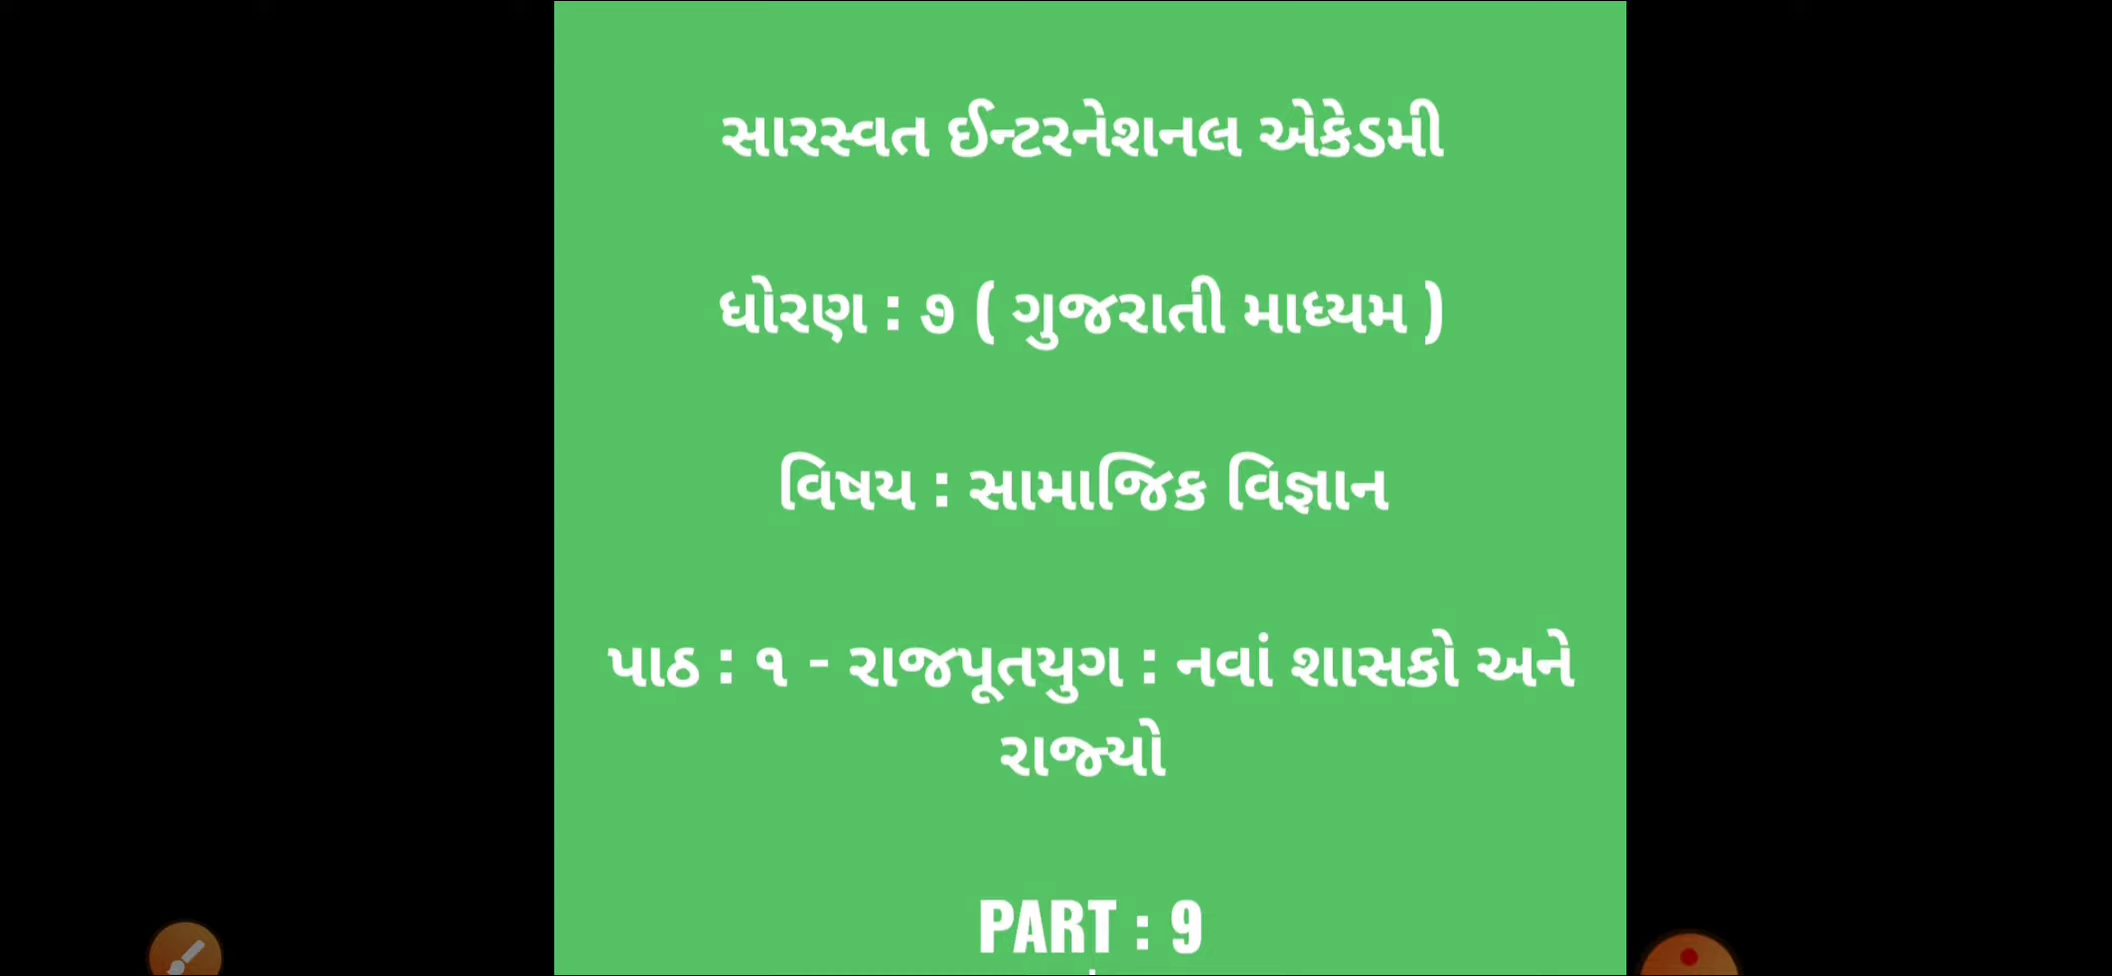 સારસ્વત ઈન્ટરનેશનલ એકેડમી
ધોરણ : ૭ ( ગુજરાતી માધ્યમ )
વિષય : સામાજિક વિજ્ઞાન
પાઠ : ૧ - રાજપૂતયુગ : નવાં શાસકો અને
રાજ્યો
PART : 9